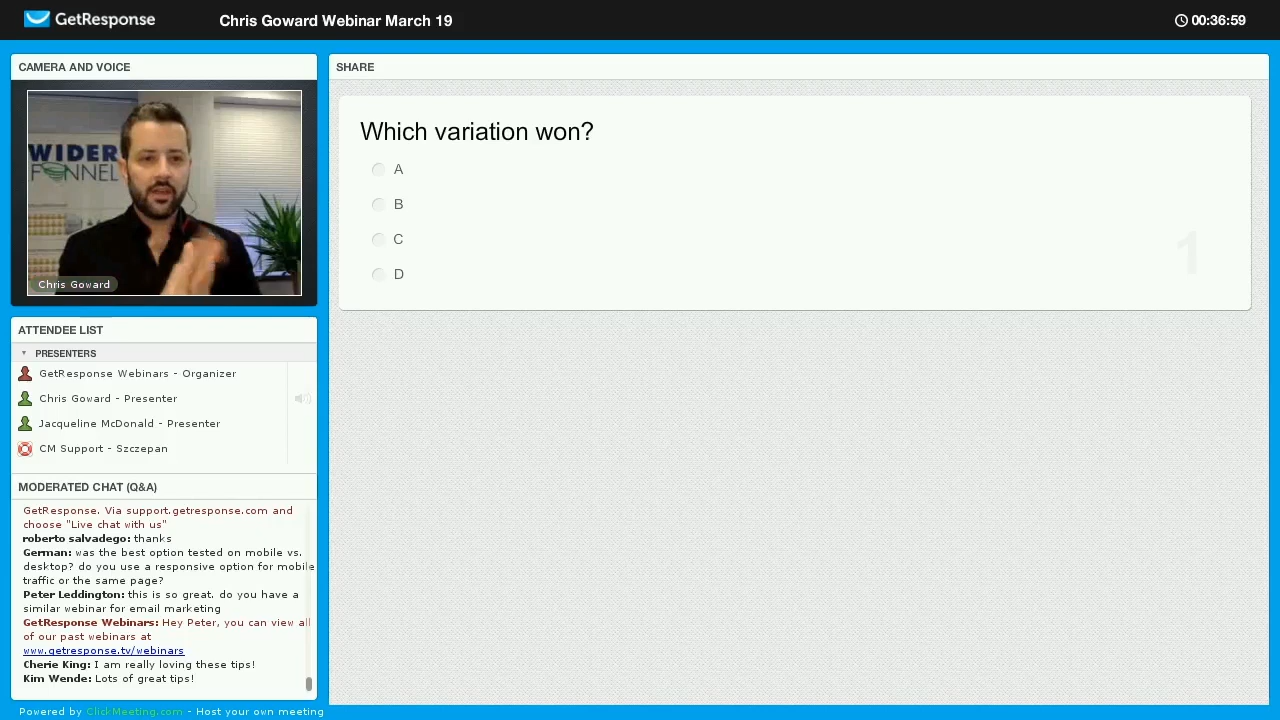 GetResponse
Chris Goward Webinar March 19
00:36:59
CAMERA AND VOICE
WIDER
FUNNEL
Chris Goward
ATTENDEE LIST
PRESENTERS
GetResponse Webinars - Organizer
Chris Goward - Presenter
Jacqueline McDonald - Presenter
CM Support - Szczepan
MODERATED CHAT (Q&A)
GetResponse. Via support.getresponse.com and
choose "Live chat with us"
roberto salvadego: thanks
German: was the best option tested on mobile vs.
desktop? do you use a responsive option for mobile
traffic or the same page?
Peter Leddington: this is so great. do you have a
similar webinar for email marketing
GetResponse Webinars: Hey Peter, you can view all
of our past webinars at
www.getresponse.tv/webinars
Cherie King: I am really loving these tips!
Kim Wende: Lots of great tips!
Powered by ClickMeeting.com - Host your own meeting
SHARE
Which variation won?
A
B
C
D
1